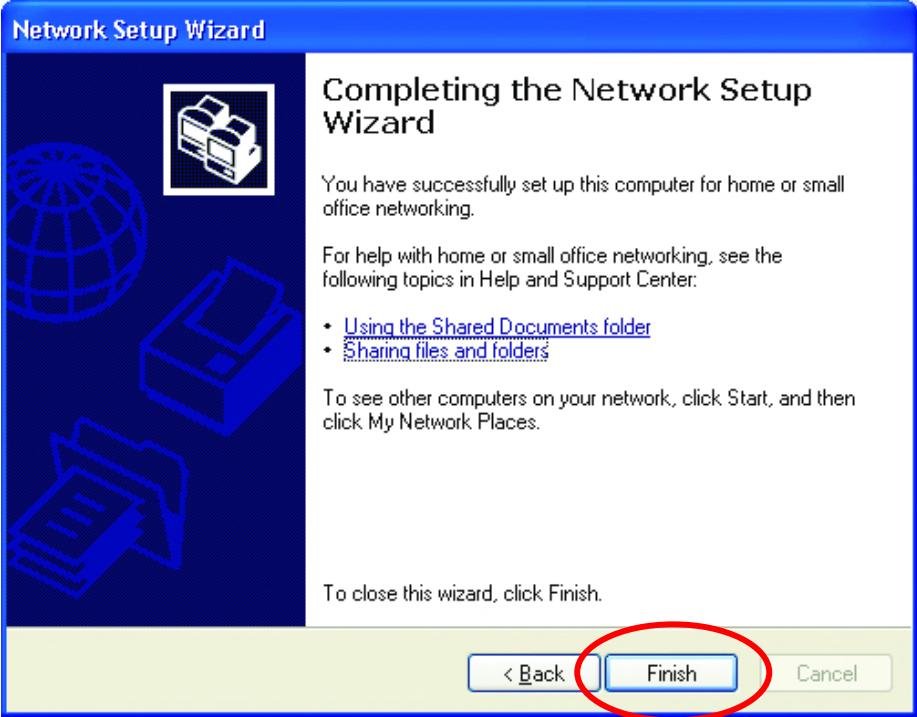 Network Setup Wizard
Completing the Network Setup
Wizard
You have successfully set up this computer for home or small
office networking.
For help with home or small office networking, see the
following topics in Help and Support Center:
• Using the Shared Documents folder
• Sharing files and folders
To see other computers on your network, click Start, and then
click My Network Places.
To close this wizard, click Finish.
< Back Finish Cancel